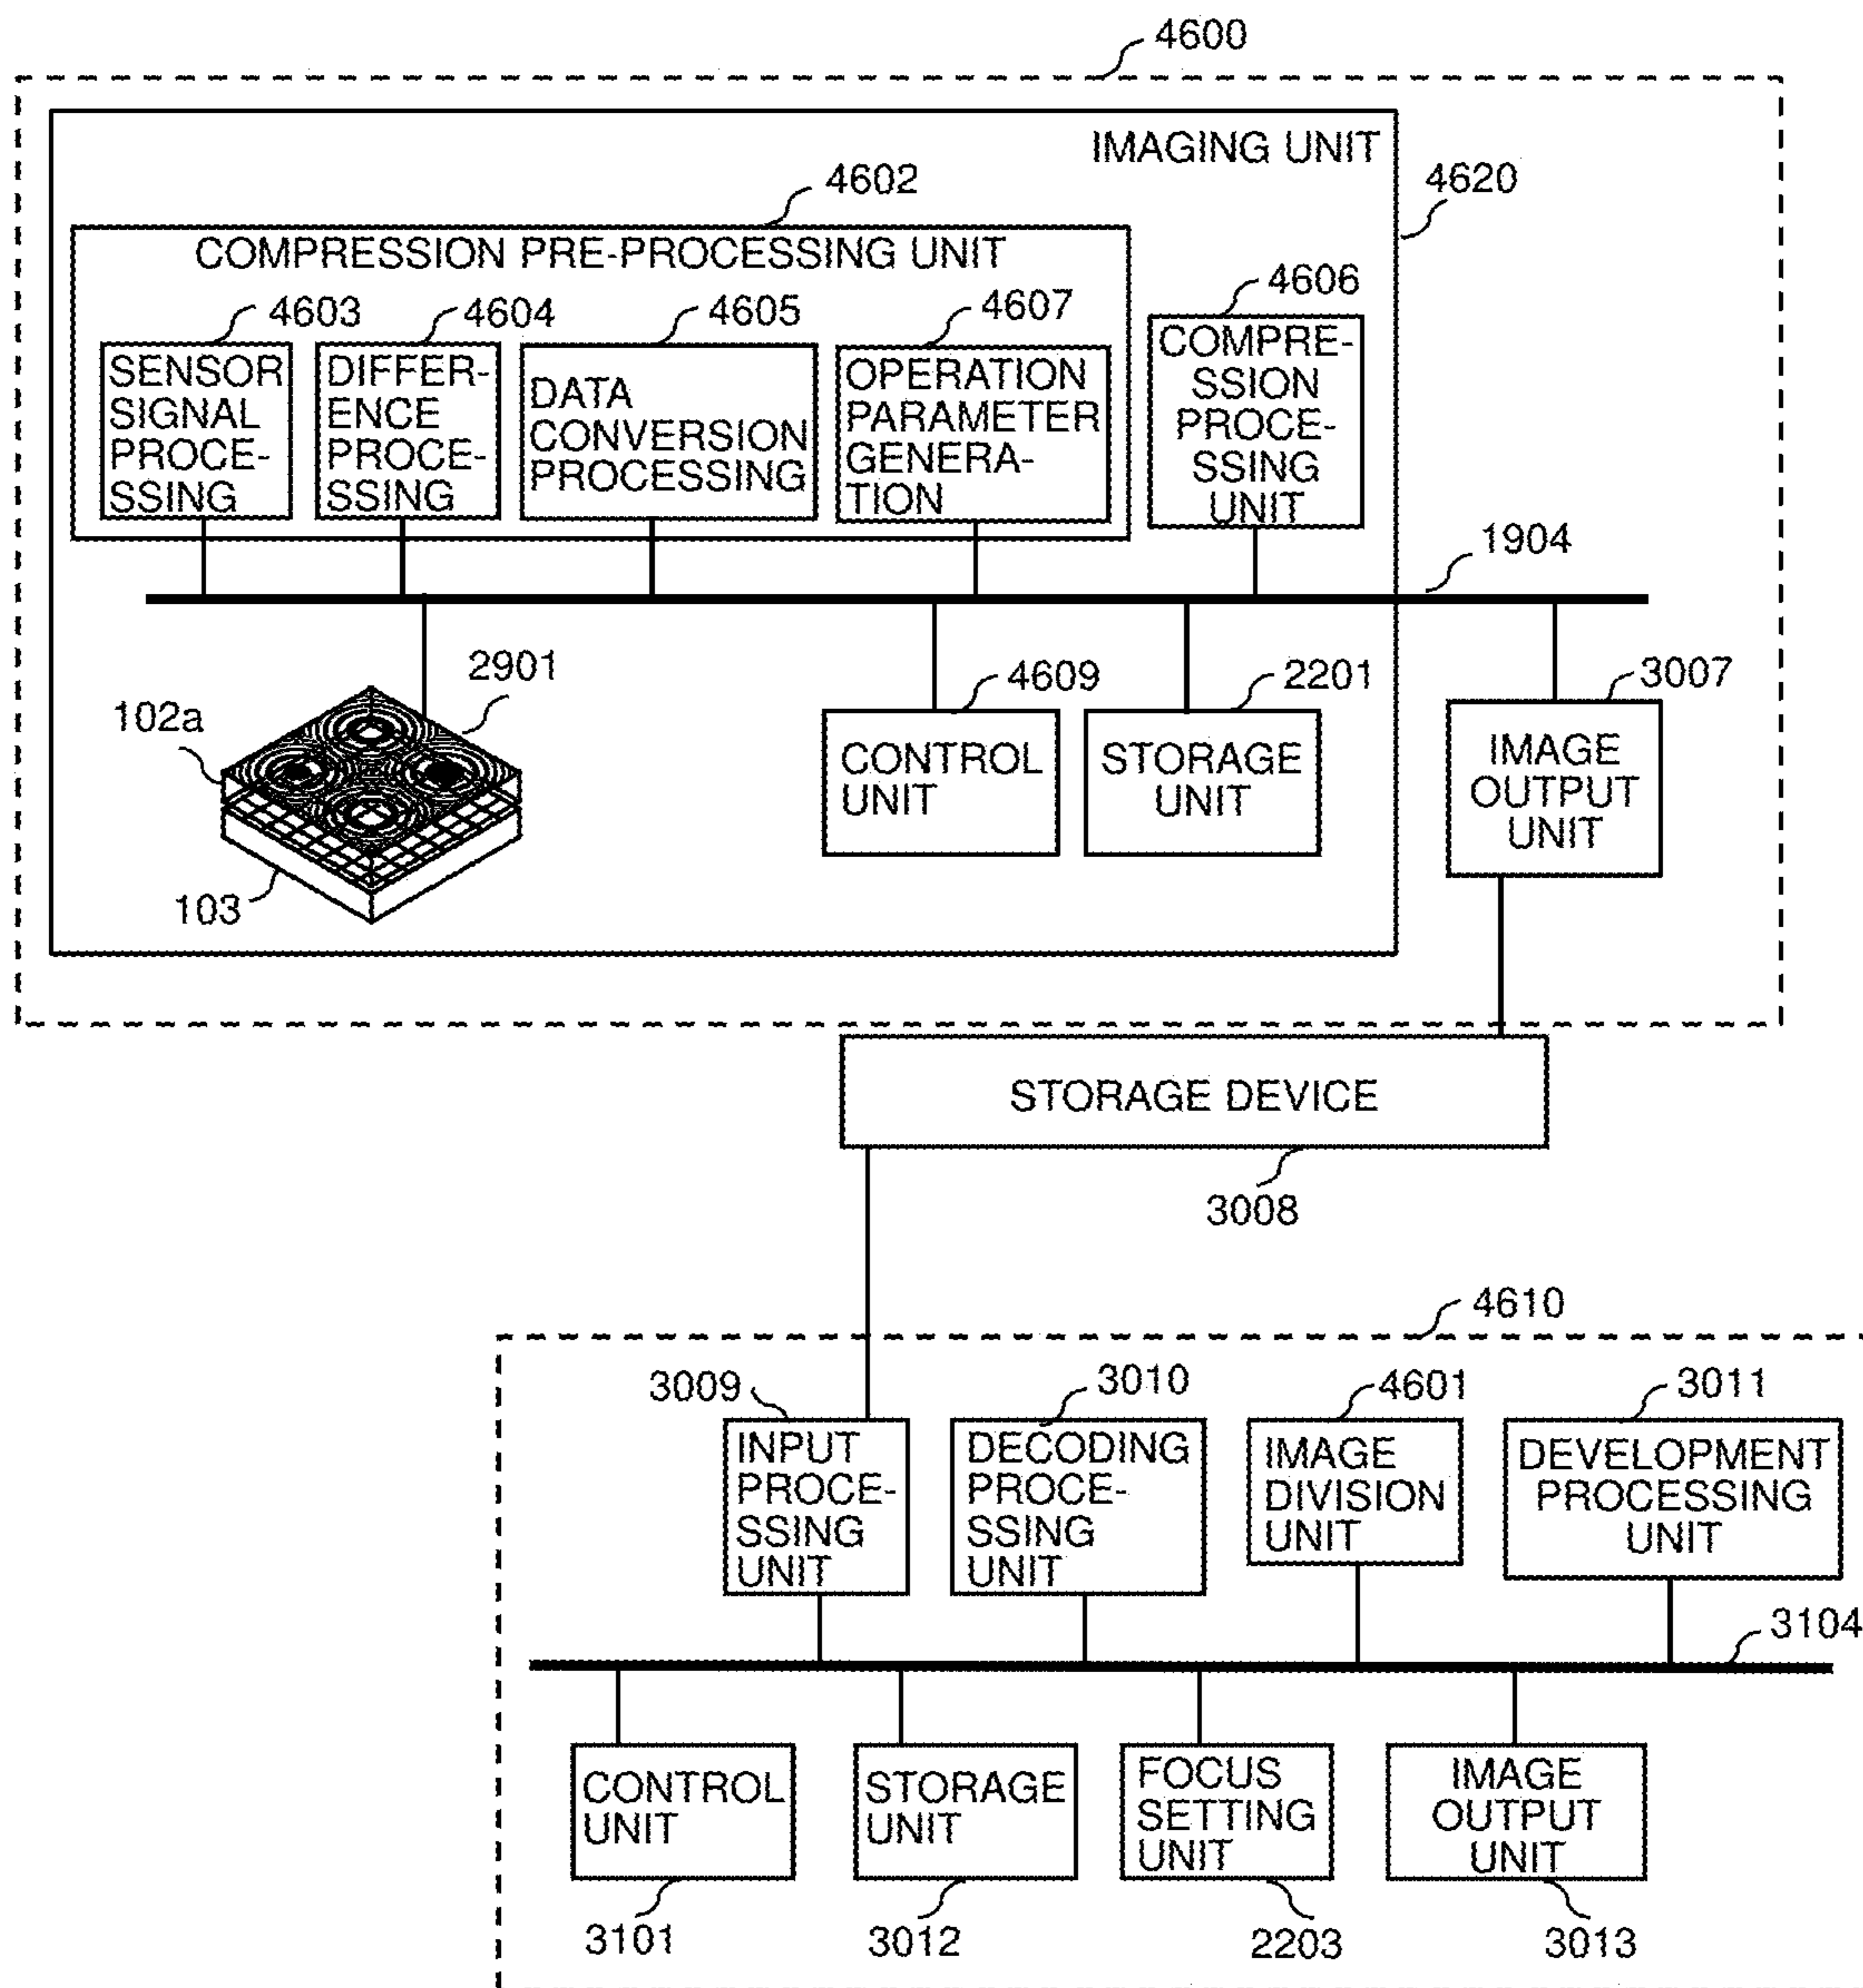 4600
IMAGING UNIT
4620
4602
COMPRESSION PRE-PROCESSING UNIT
4603
4604
4605
4607
4606
SENSOR
SIGNAL
PROCE-
SSING
DIFFER-
ENCE
PROCE-
SSING
DATA
CONVERSION
PROCESSING
OPERATION
PARAMETER
GENERA-
TION
COMPRE-
SSION
PROCE-
SSING
UNIT
1904
2901
102a
103
4609
CONTROL
UNIT
2201
STORAGE
UNIT
3007
IMAGE
OUTPUT
UNIT
STORAGE DEVICE
3008
4610
3009
INPUT
PROCE-
SSING
UNIT
3010
DECODING
PROCE-
SSING
UNIT
4601
IMAGE
DIVISION
UNIT
3011
DEVELOPMENT
PROCESSING
UNIT
3104
CONTROL
UNIT
3101
STORAGE
UNIT
3012
FOCUS
SETTING
UNIT
2203
IMAGE
OUTPUT
UNIT
3013